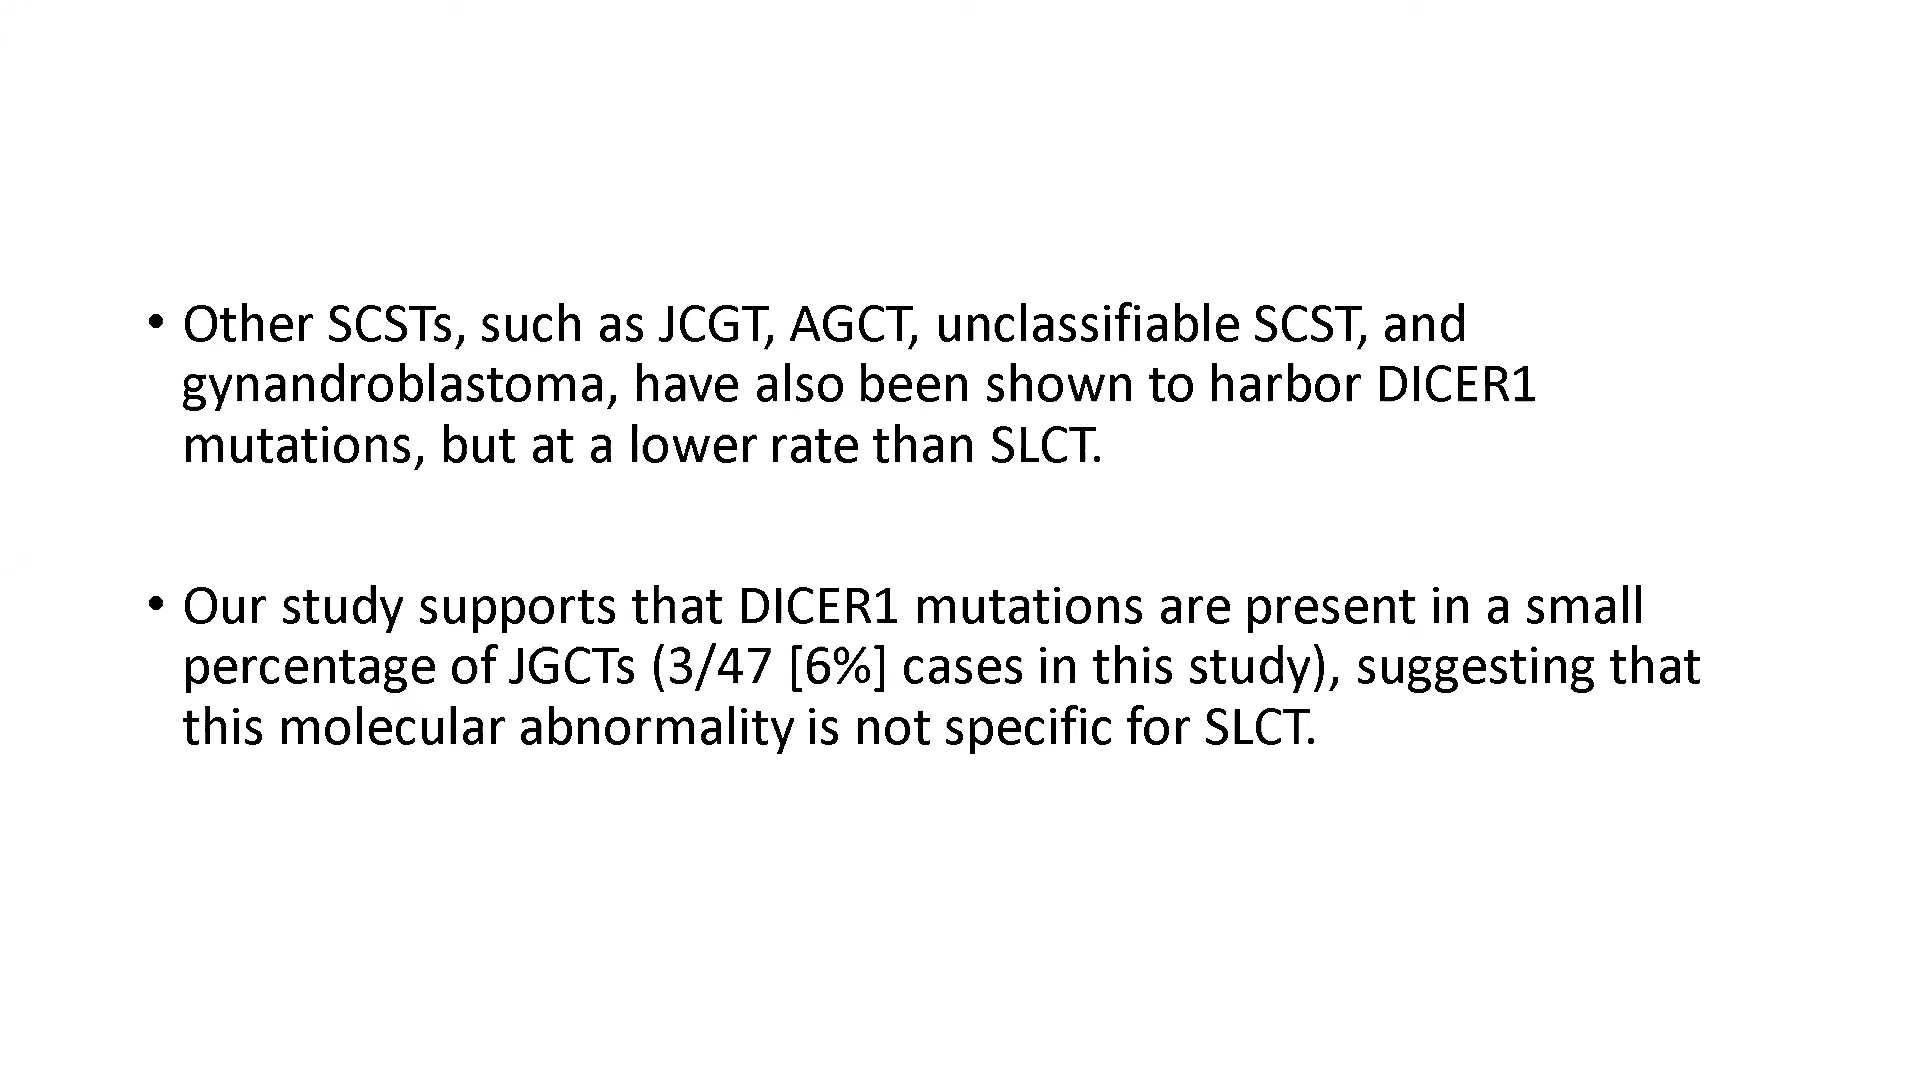 • Other SCSTs, such as JCGT, AGCT, unclassifiable SCST, and
gynandroblastoma, have also been shown to harbor DICER1
mutations, but at a lower rate than SLCT.
• Our study supports that DICER1 mutations are present in a small
percentage of JGCTs (3/47 [6%] cases in this study), suggesting that
this molecular abnormality is not specific for SLCT.